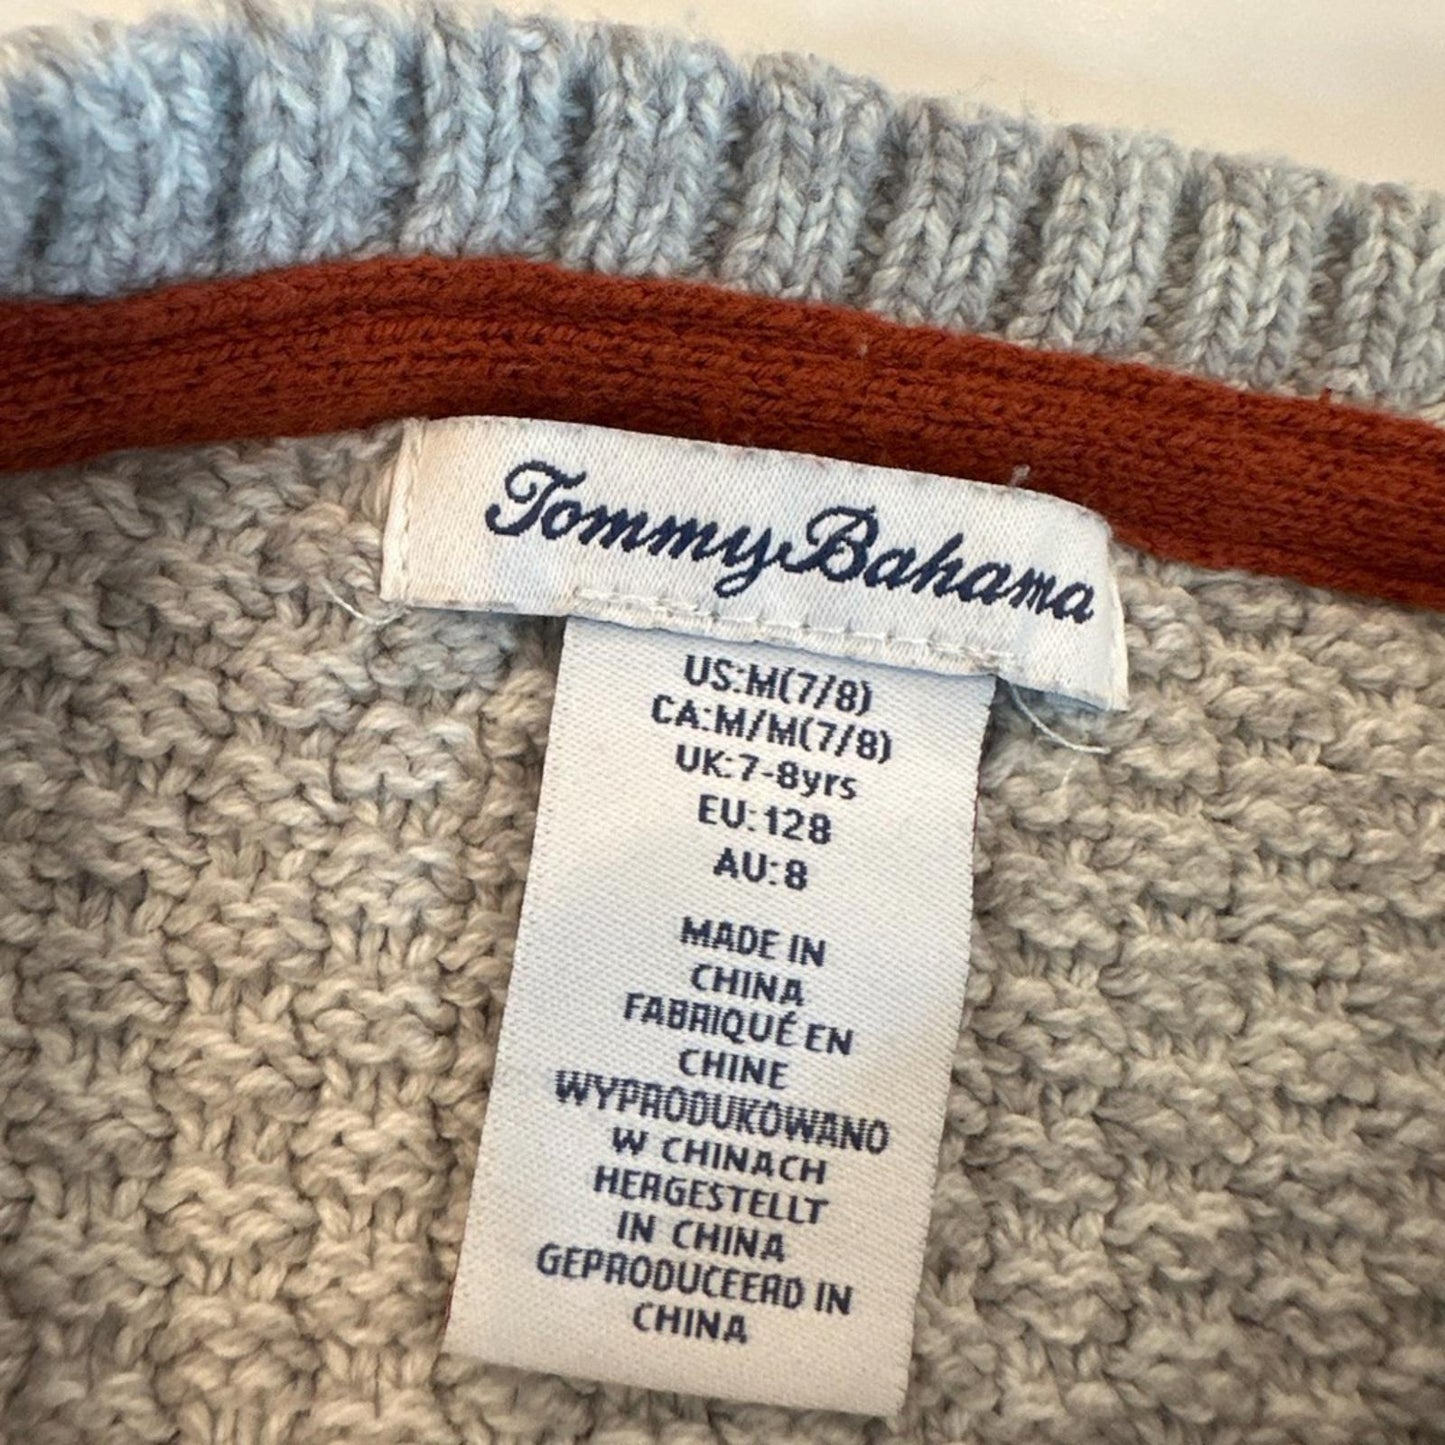 Tommy Bahama
US:M(7/8)
CA:M/M(7/8)
UK:7-8yrs
EU:128
AU:8
MADE IN
CHINA
FABRIQUÉ EN
CHINE
WYPRODUKOWANO
W CHINACH
HERGESTELLT
IN CHINA
GEPRODUCEERD IN
CHINA